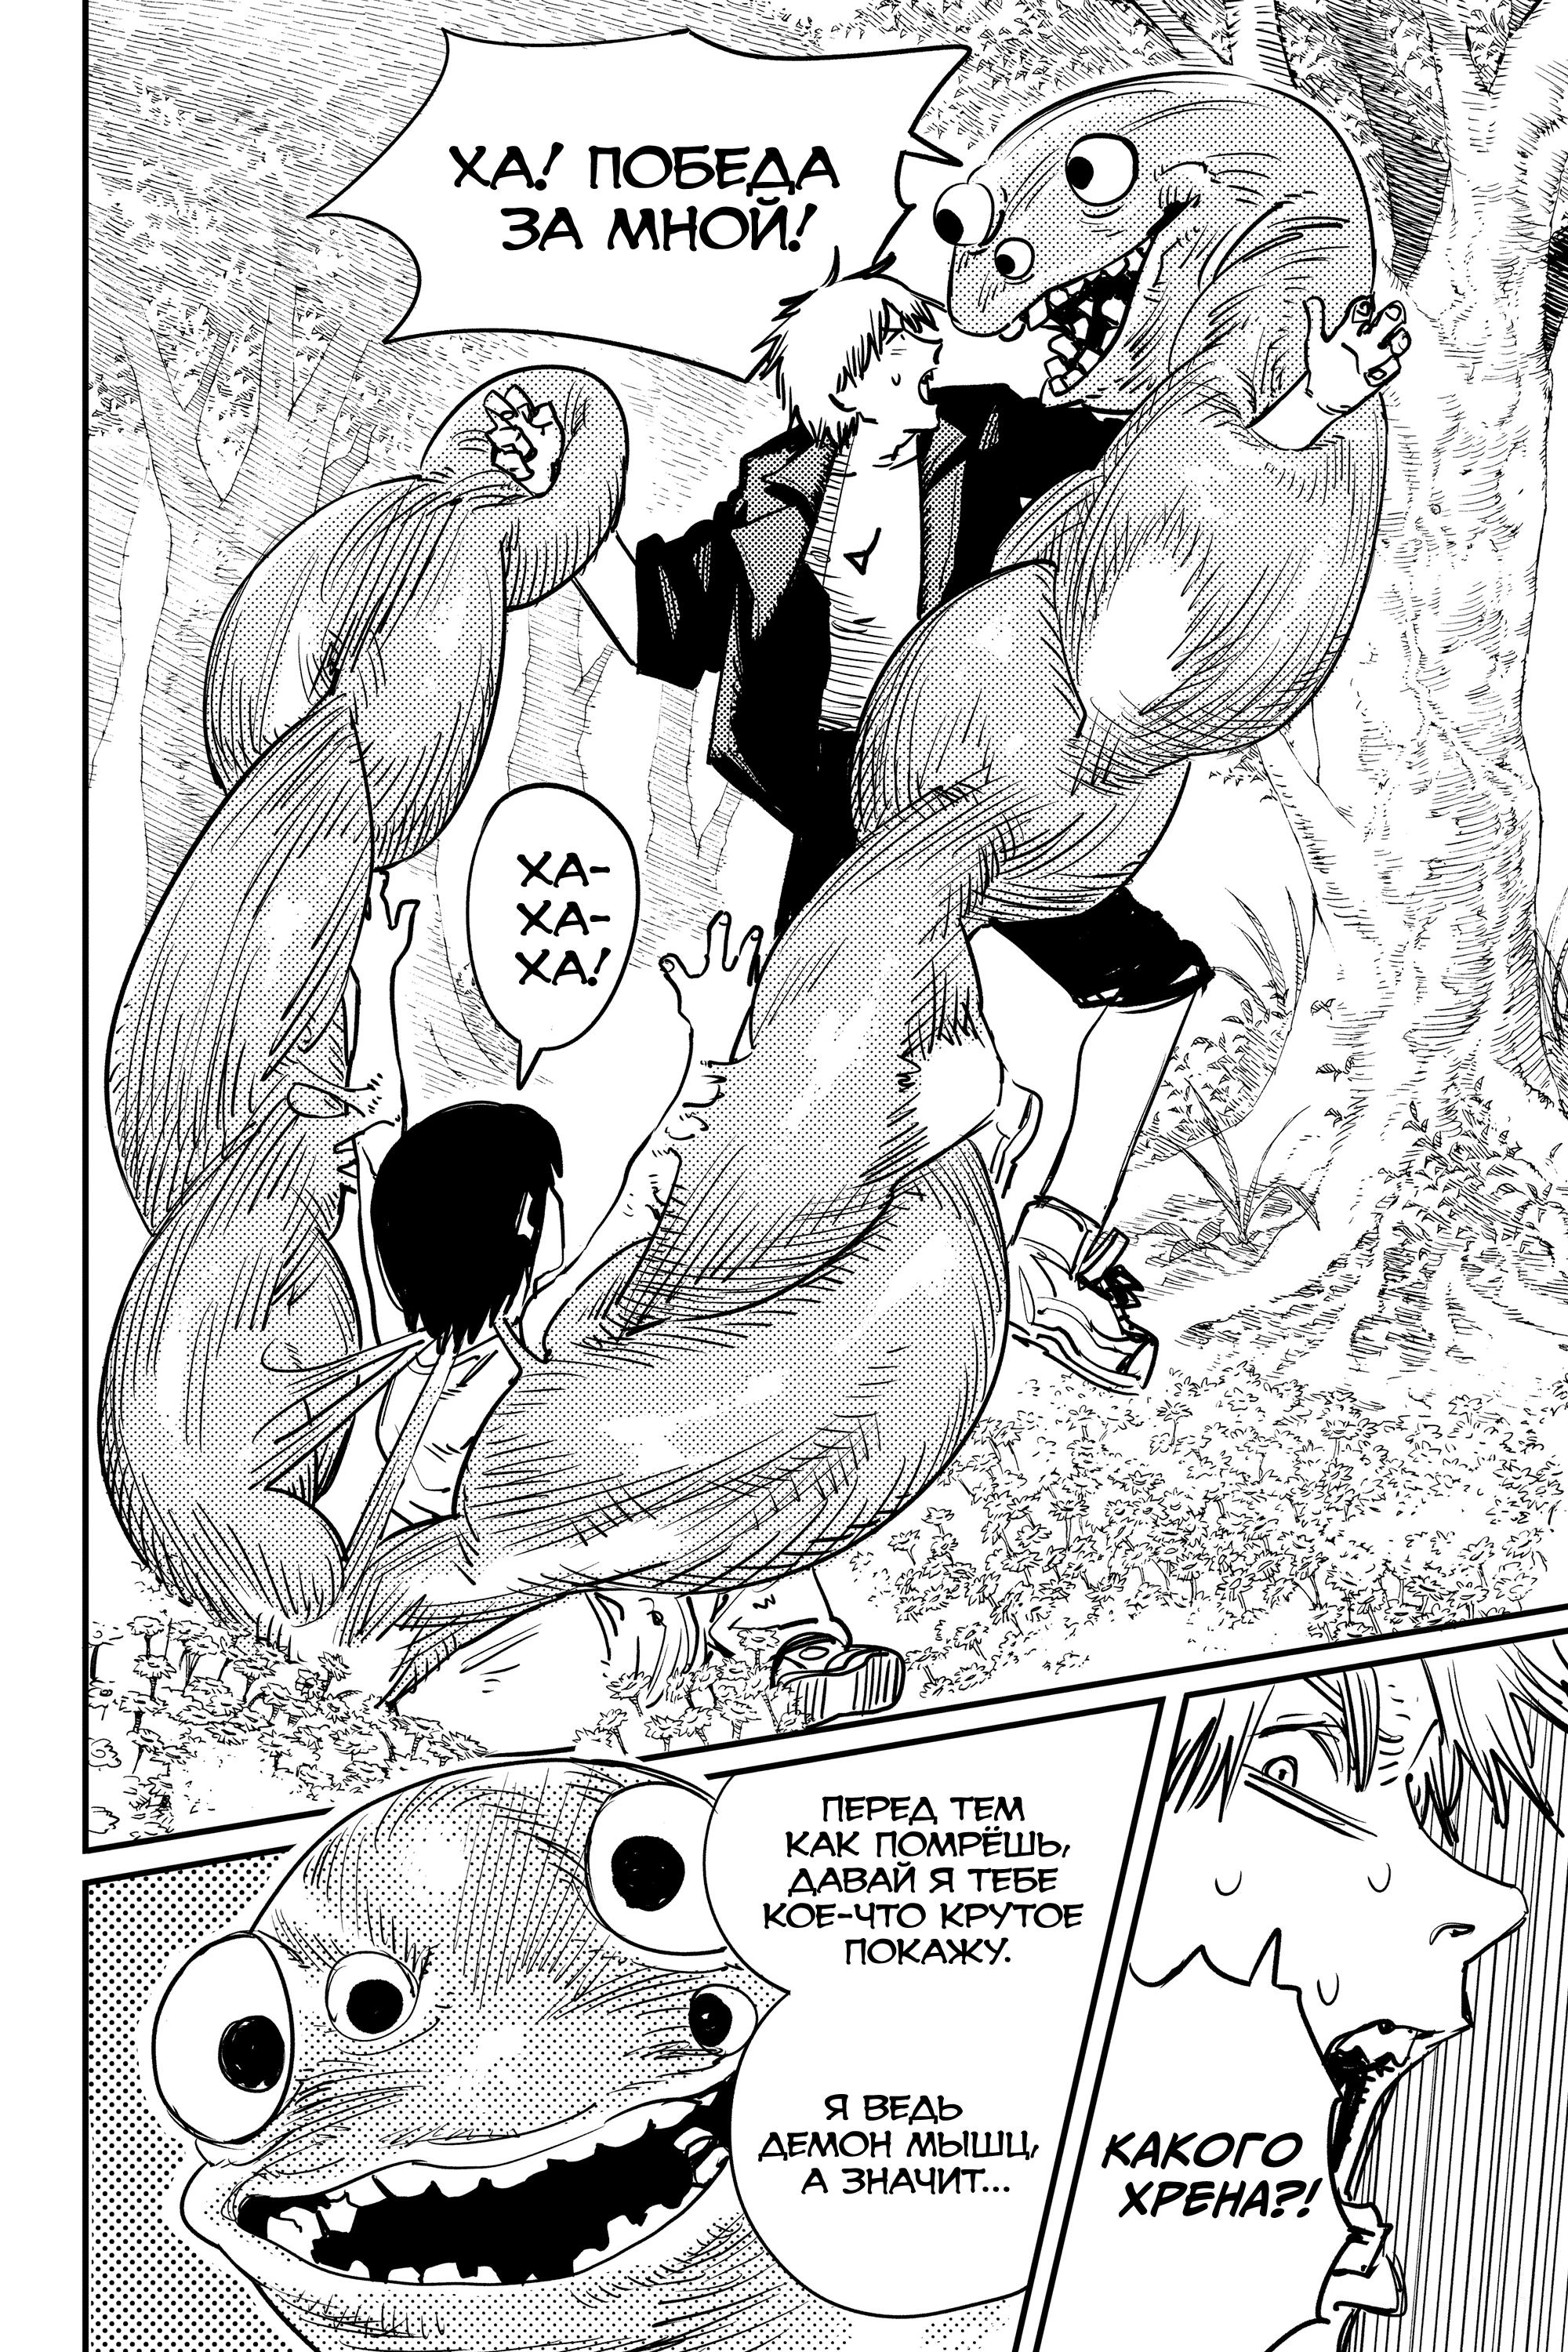 ХА! ПОБЕДА
ЗА МНОЙ!
ХА-
ХА-
ХА!
КАКОГО
ХРЕНА?!
ПЕРЕД ТЕМ
КАК ПОМРЁШЬ,
ДАВАЙ Я ТЕБЕ
КОЕ-ЧТО КРУТОЕ
ПОКАЖУ.
Я ВЕДЬ
ДЕМОН МЫШЦ,
А ЗНАЧИТ...